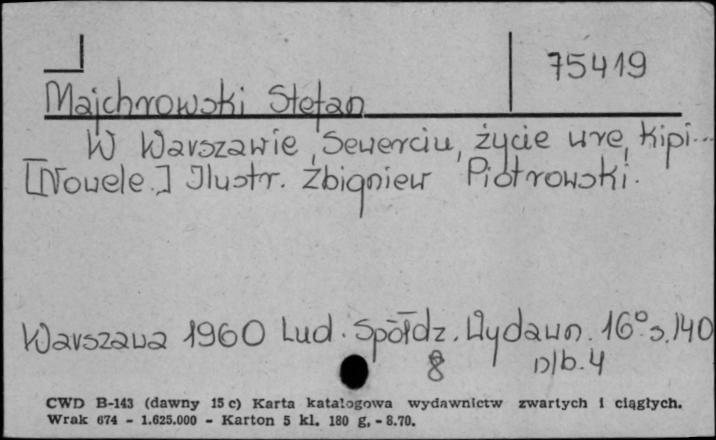 75419
Majchrowski Stefan
W Warszawie, Seweryciu, życie wre, kipi...
[Nowele.] Ilustr. Zbigniew Piotrowski.
Warszawa 1960 Lud. Spółdz. Wydawn. 16° s. 140
8 nlb. 4
CWD B-143 (dawny 15 c) Karta katalogowa wydawnictw zwartych i ciągłych.
Wrak 674 - 1.625.000 - Karton 5 kl. 180 g. - 8.70.